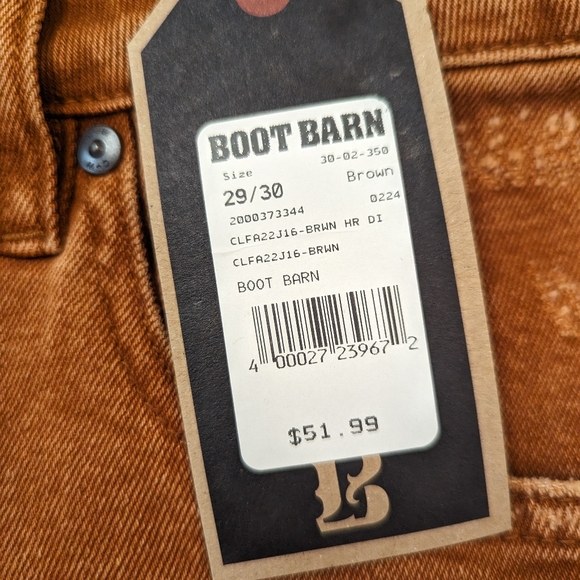 BOOT BARN
30-02-350
Size
Brown
29/30
0224
2000373344
CLFA22J16-BRWN HR DI
CLFA22J16-BRWN
BOOT BARN
4 00027 23967 2
$51.99